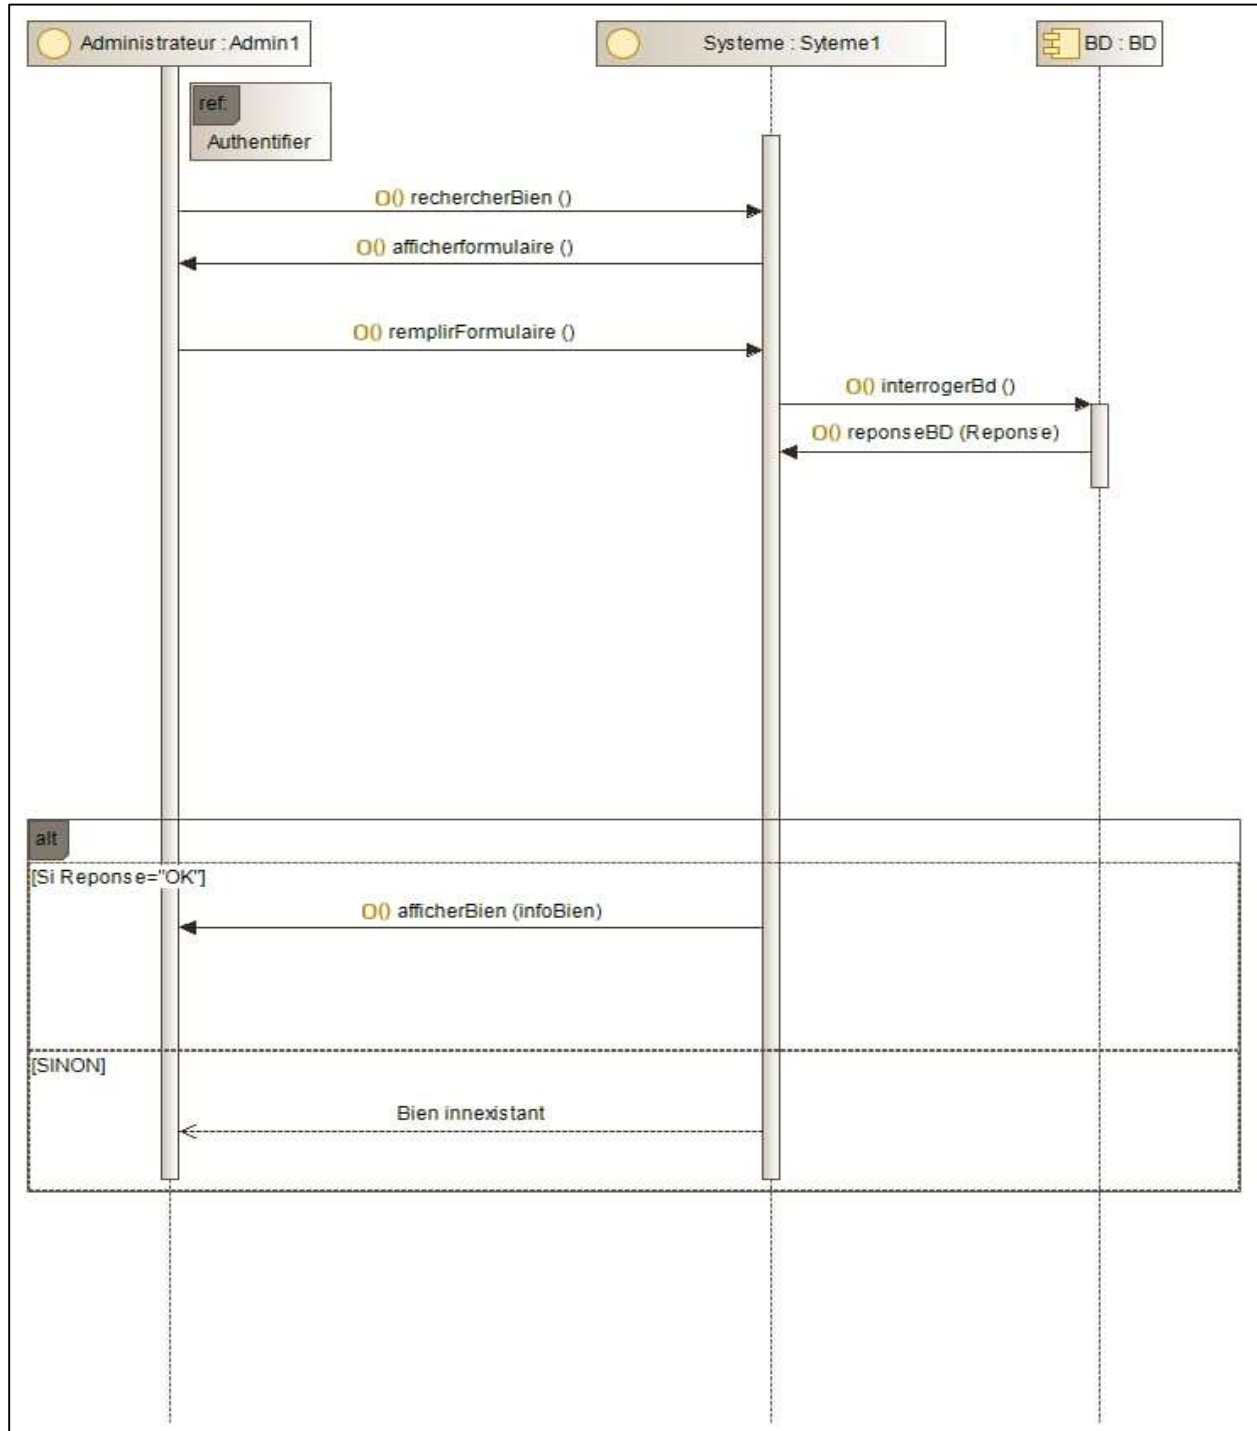 Administrateur : Admin1
Systeme : Syteme1
BD : BD
ref:
Authentifier
O() rechercherBien ()
O() afficherformulaire ()
O() remplirFormulaire ()
O() interrogerBd ()
O() reponseBD (Reponse)
alt
[Si Reponse="OK"]
O() afficherBien (infoBien)
[SINON]
Bien innexistant